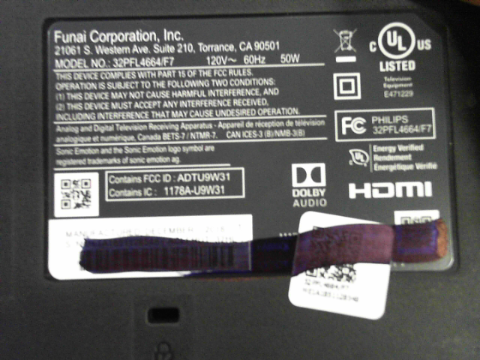 Funai Corporation, Inc.
21061 S. Western Ave. Suite 210, Torrance, CA 90501
MODEL NO.: 32PFL4664/F7 120V~ 60Hz 50W
THIS DEVICE COMPLIES WITH PART 15 OF THE FCC RULES.
OPERATION IS SUBJECT TO THE FOLLOWING TWO CONDITIONS:
(1) THIS DEVICE MAY NOT CAUSE HARMFUL INTERFERENCE, AND
(2) THIS DEVICE MUST ACCEPT ANY INTERFERENCE RECEIVED,
INCLUDING INTERFERENCE THAT MAY CAUSE UNDESIRED OPERATION.
Analog and Digital Television Receiving Apparatus - Appareil de réception de télévision
analogique et numérique, Canada BETS-7 / NTMR 7. CAN ICES-3 (B)/NMB-3(B)
Sonic Emotion and the Sonic Emotion logo symbol are
registered trademarks of sonic emotion ag.
Contains FCC ID : ADTU9W31
Contains IC : 1178A-U9W31
C UL US
LISTED
Television
Equipment
E471229
FC PHILIPS
32PFL4664/F7
Energy Verified
Rendement
Énergétique Vérifié
DOLBY
AUDIO
HDMI
DECEMBER